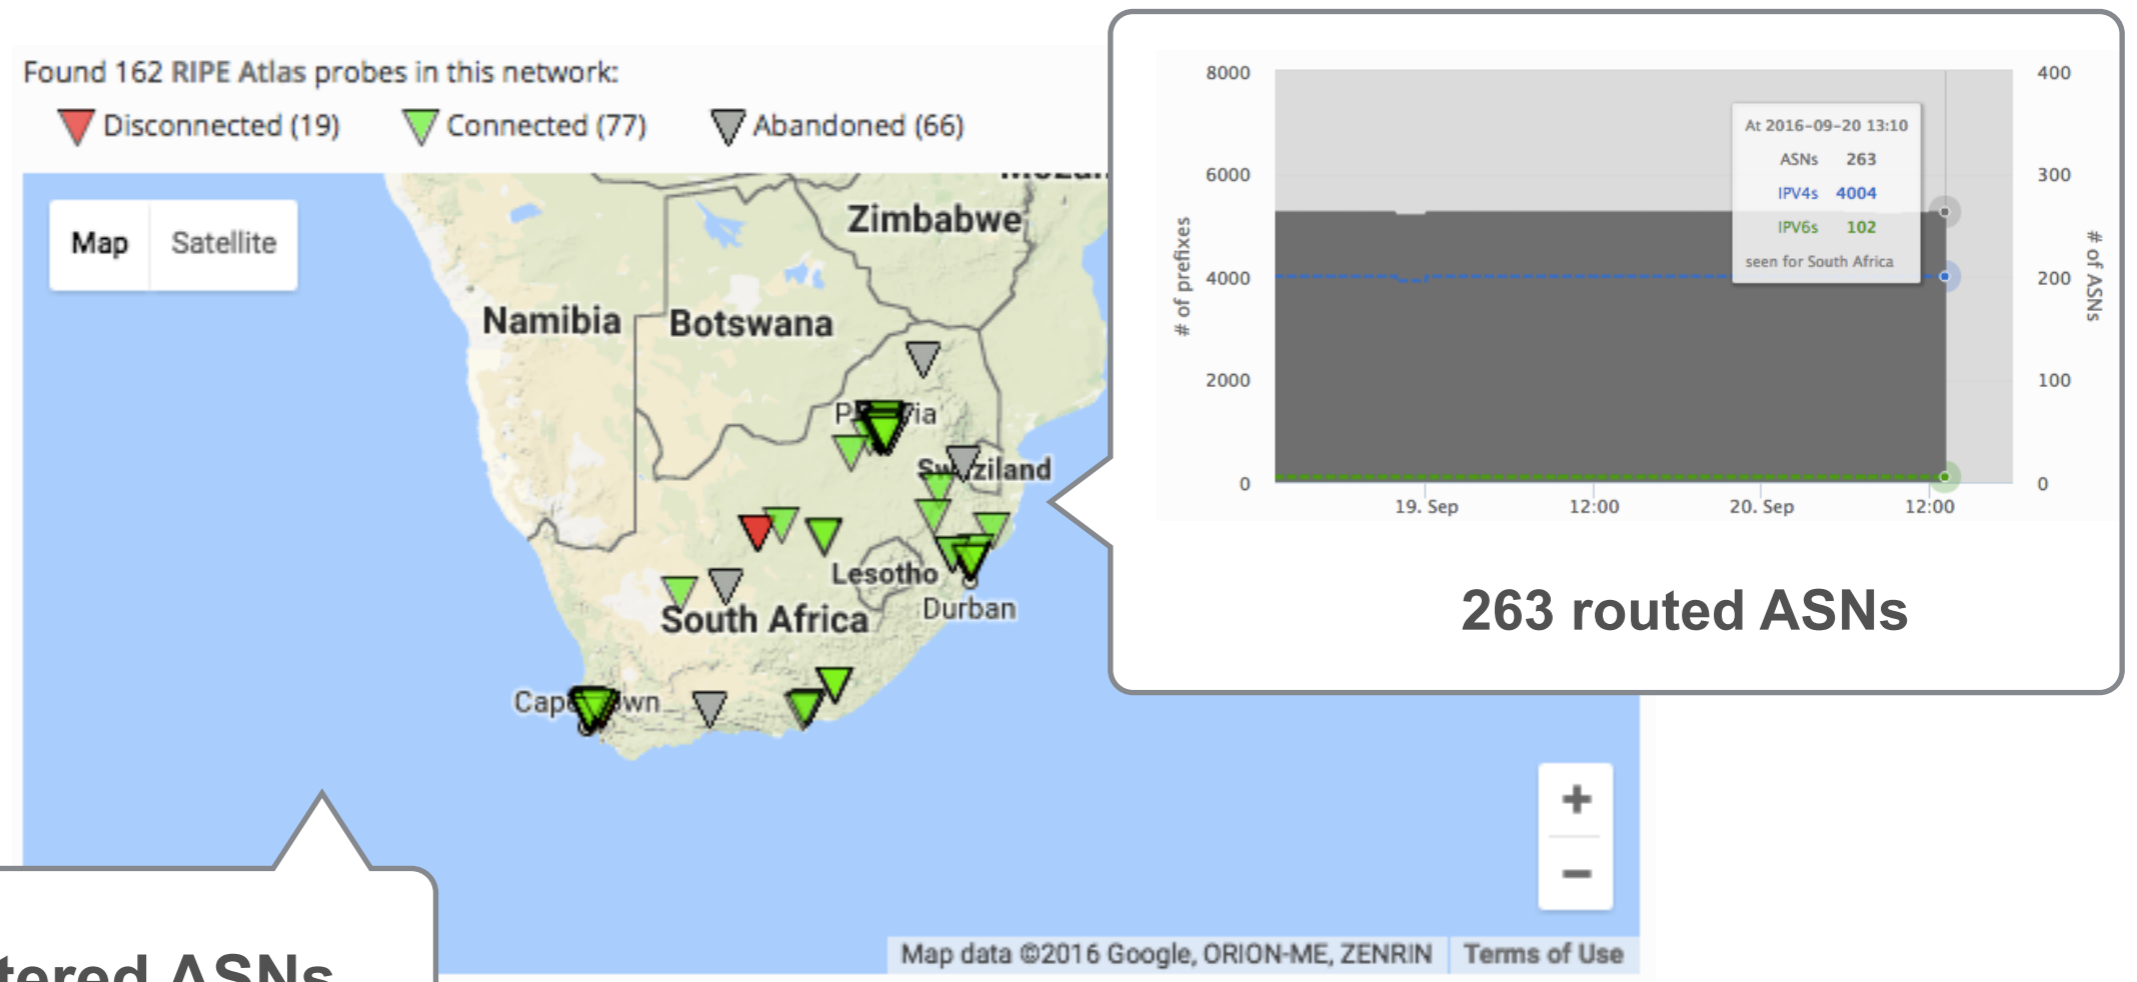 Found 162 RIPE Atlas probes in this network:
Disconnected (19) Connected (77) Abandoned (66)
Map Satellite
Zimbabwe
Namibia
Botswana
Swaziland
Lesotho
Durban
South Africa
Map data ©2016 Google, ORION-ME, ZENRIN Terms of Use
+
−
8000
6000
4000
2000
0
# of prefixes
400
300
200
100
0
# of ASNs
At 2016-09-20 13:10
ASNs 263
IPV4s 4004
IPV6s 102
seen for South Africa
19. Sep 12:00 20. Sep 12:00
263 routed ASNs
ASNs